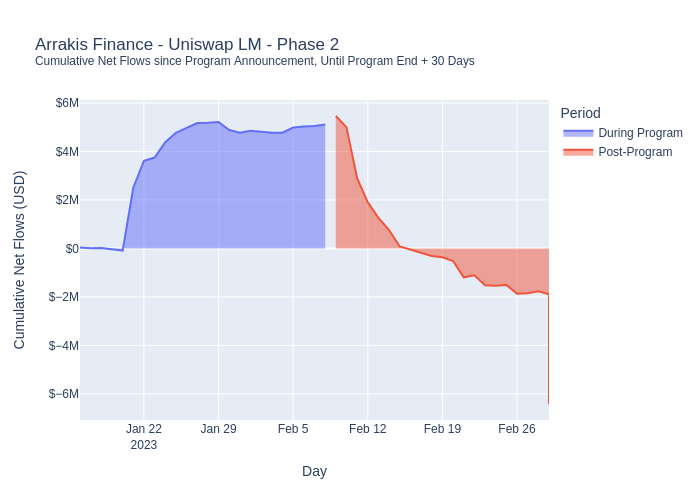 Arrakis Finance - Uniswap LM - Phase 2
Cumulative Net Flows since Program Announcement, Until Program End + 30 Days
Period
During Program
Post-Program
Cumulative Net Flows (USD)
$6M
$4M
$2M
$0
$−2M
$−4M
$−6M
Jan 22
2023
Jan 29
Feb 5
Feb 12
Feb 19
Feb 26
Day